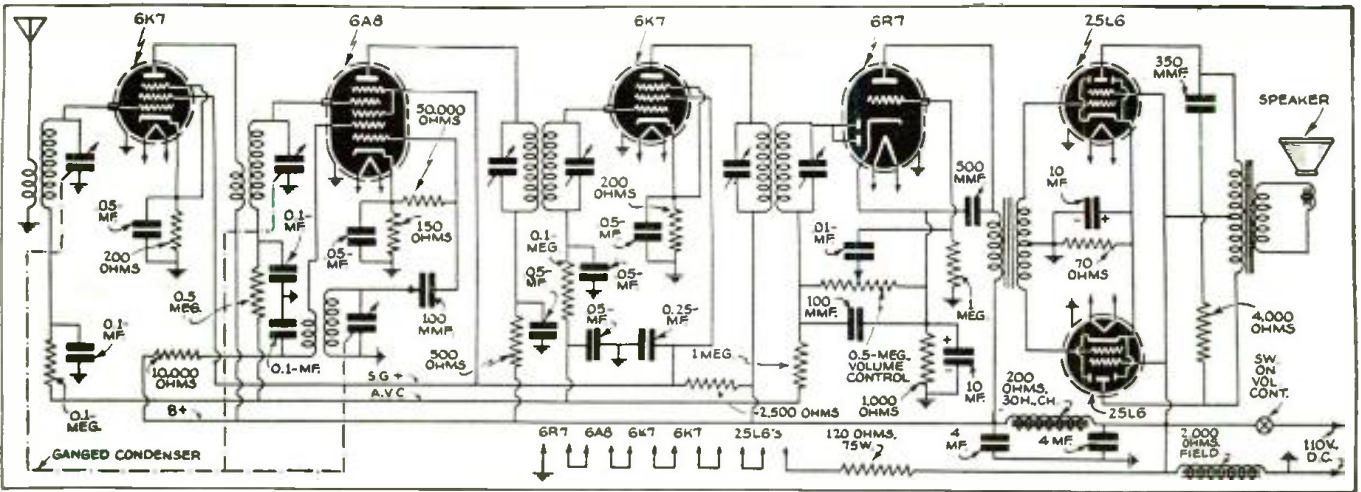 6K7
6A8
6K7
6R7
25L6
50,000
OHMS
350
MMF.
SPEAKER
05-
MF.
200
OHMS
0.1-
MF.
0.5
MEG.
05-
MF.
150
OHMS
100
MMF.
200
OHMS
05-
MF.
0.1-
MEG.
05-
MF.
05-
MF.
500
MMF.
.01-
MF.
10
MF.
70
OHMS
0.1-
MF.
10,000
OHMS
0.1-MF.
500
OHMS
05-
MF.
0.25-
MF.
1 MEG.
100
MMF.
0.5-MEG.
VOLUME
CONTROL
1
MEG.
4,000
OHMS
0.1-
MEG.
S G +
A.V.C
B+
2,500 OHMS
1,000
OHMS
10
MF.
200
OHMS,
30H., CH.
25L6
SW.
ON
VOL.
CONT.
GANGED CONDENSER
6R7 6A8 6K7 6K7 25L6's
120 OHMS,
75W.
4
MF.
4 MF.
2,000
OHMS
FIELD
110V.
D.C.